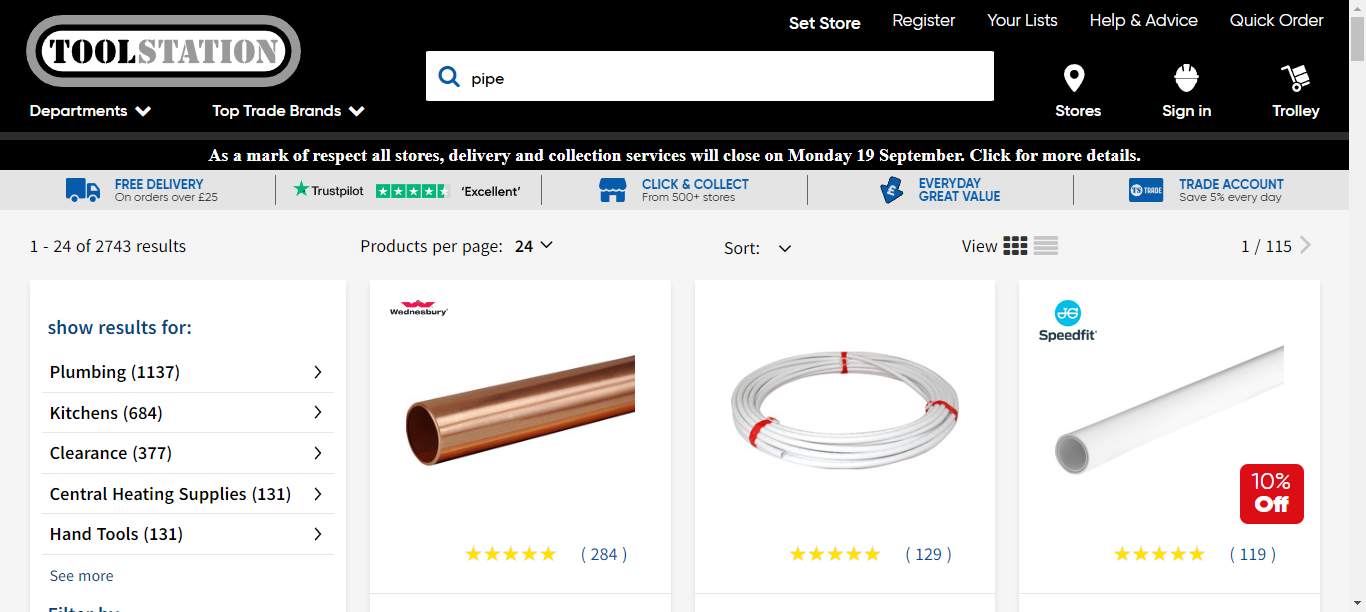 Set Store Register Your Lists Help & Advice Quick Order
TOOLSTATION
pipe
Stores Sign in Trolley
Departments Top Trade Brands
As a mark of respect all stores, delivery and collection services will close on Monday 19 September. Click for more details.
FREE DELIVERY
On orders over £25
Trustpilot 'Excellent'
CLICK & COLLECT
From 500+ stores
£
EVERYDAY
GREAT VALUE
TS TRADE
TRADE ACCOUNT
Save 5% every day
1 - 24 of 2743 results Products per page: 24 Sort: View 1 / 115
show results for:
Plumbing (1137)
Kitchens (684)
Clearance (377)
Central Heating Supplies (131)
Hand Tools (131)
See more
Filter by
Wednesbury
( 284 )
( 129 )
JG
Speedfit
10%
Off
( 119 )